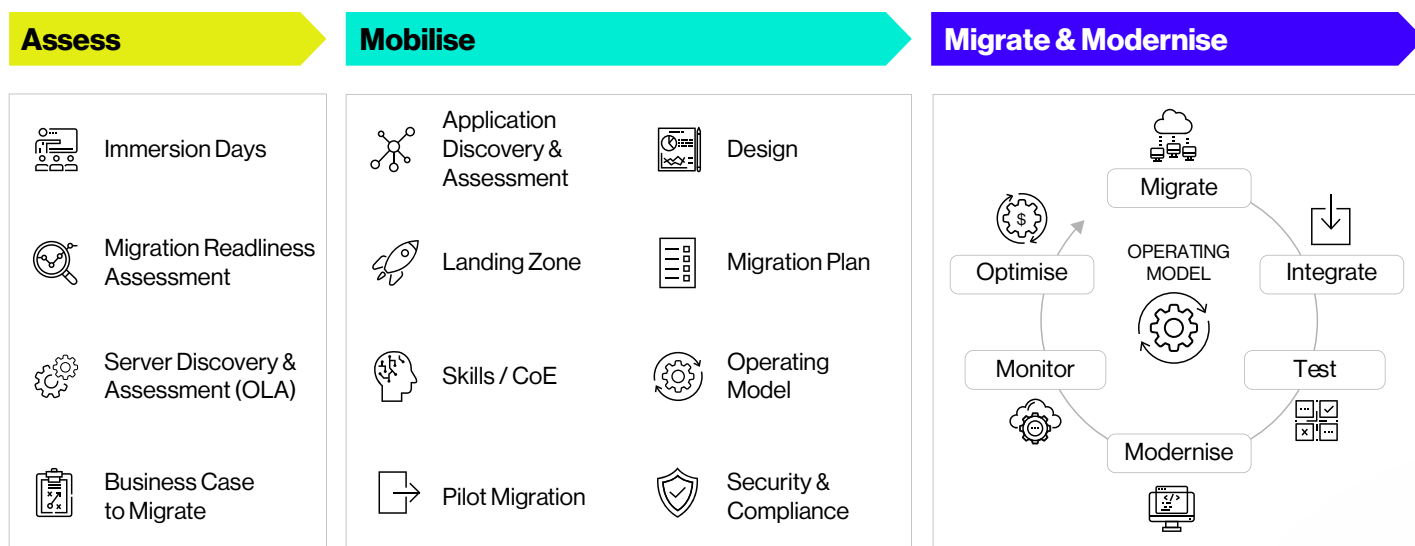 Assess
Mobilise
Migrate & Modernise
Immersion Days
Migration Readliness
Assessment
Server Discovery &
Assessment (OLA)
Business Case
to Migrate
Application
Discovery &
Assessment
Landing Zone
Skills / CoE
Pilot Migration
Design
Migration Plan
Operating
Model
Security &
Compliance
Migrate
Integrate
Test
Modernise
Monitor
Optimise
OPERATING
MODEL